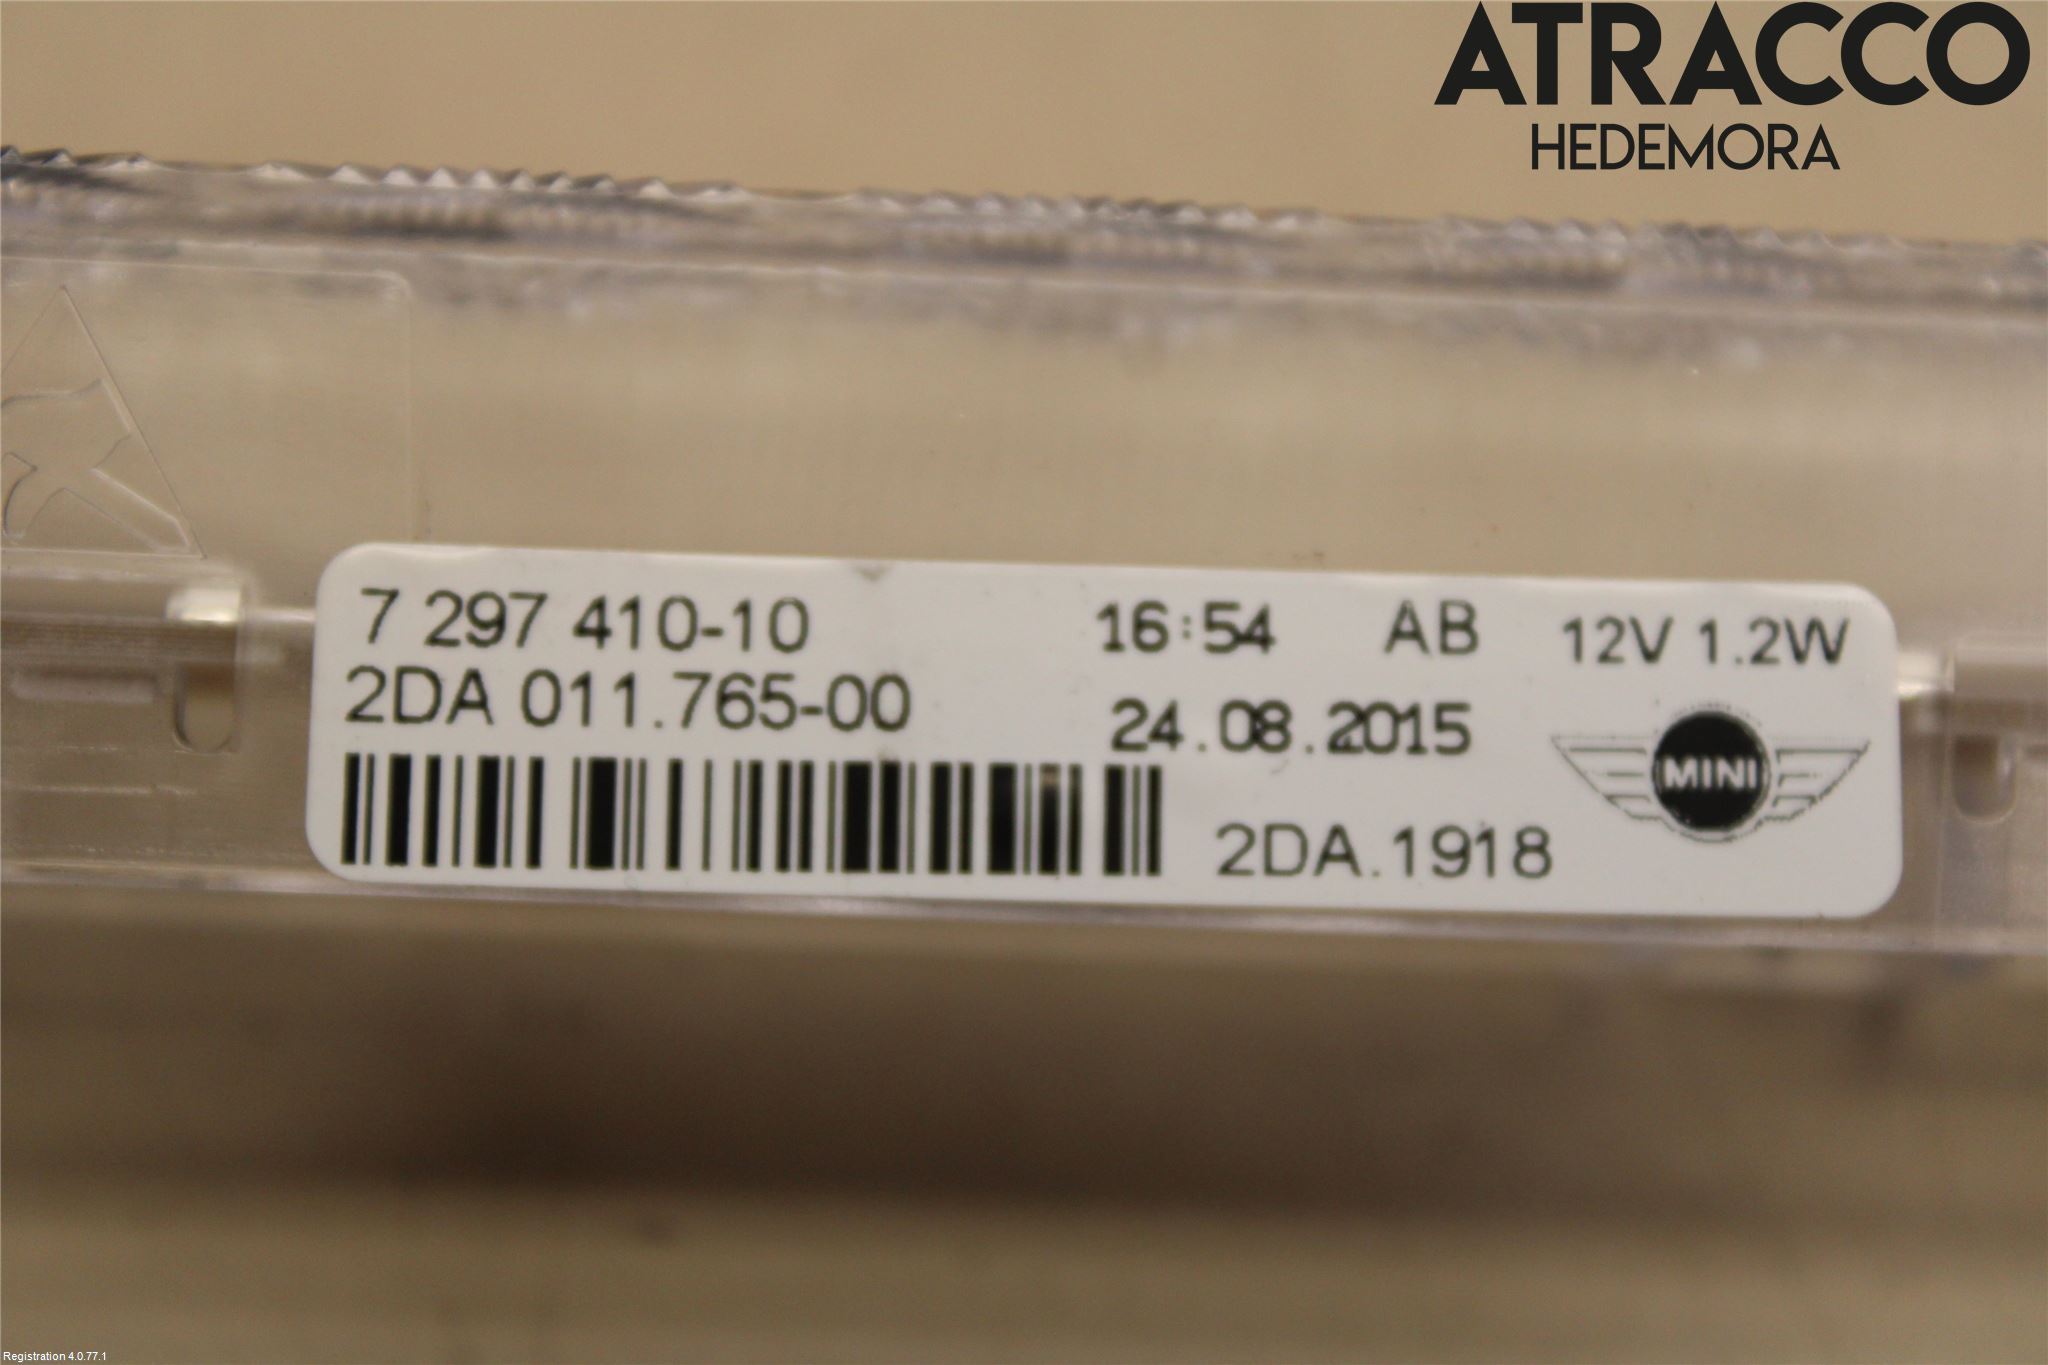 ATRACCO
HEDEMORA
7 297 410-10 16:54 AB 12V 1.2W
2DA 011.765-00 24.08.2015
MINI
2DA.1918
Registration 4.0.77.1